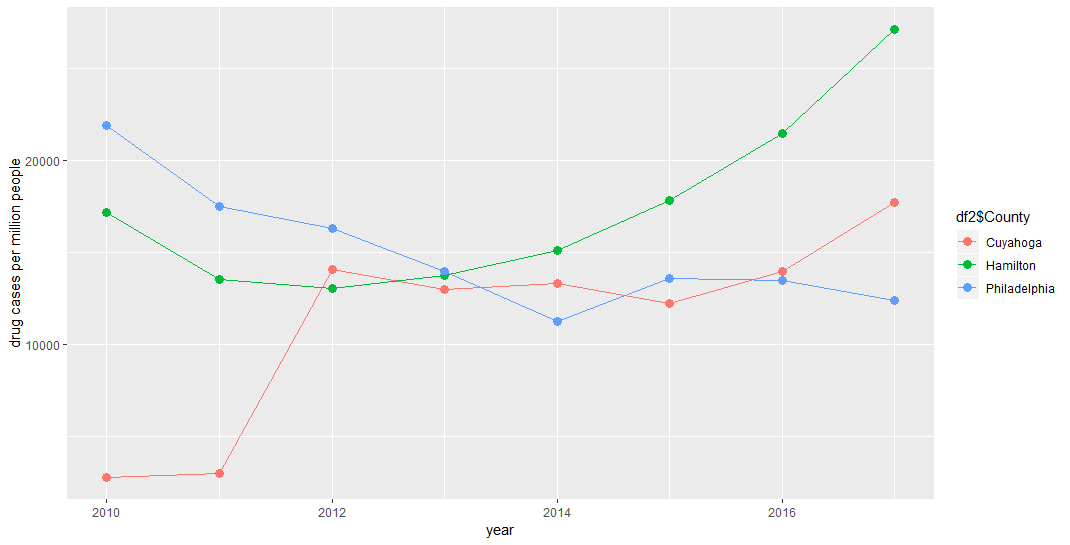 drug cases per million people
20000
10000
2010
2012
2014
2016
year
df2$County
Cuyahoga
Hamilton
Philadelphia